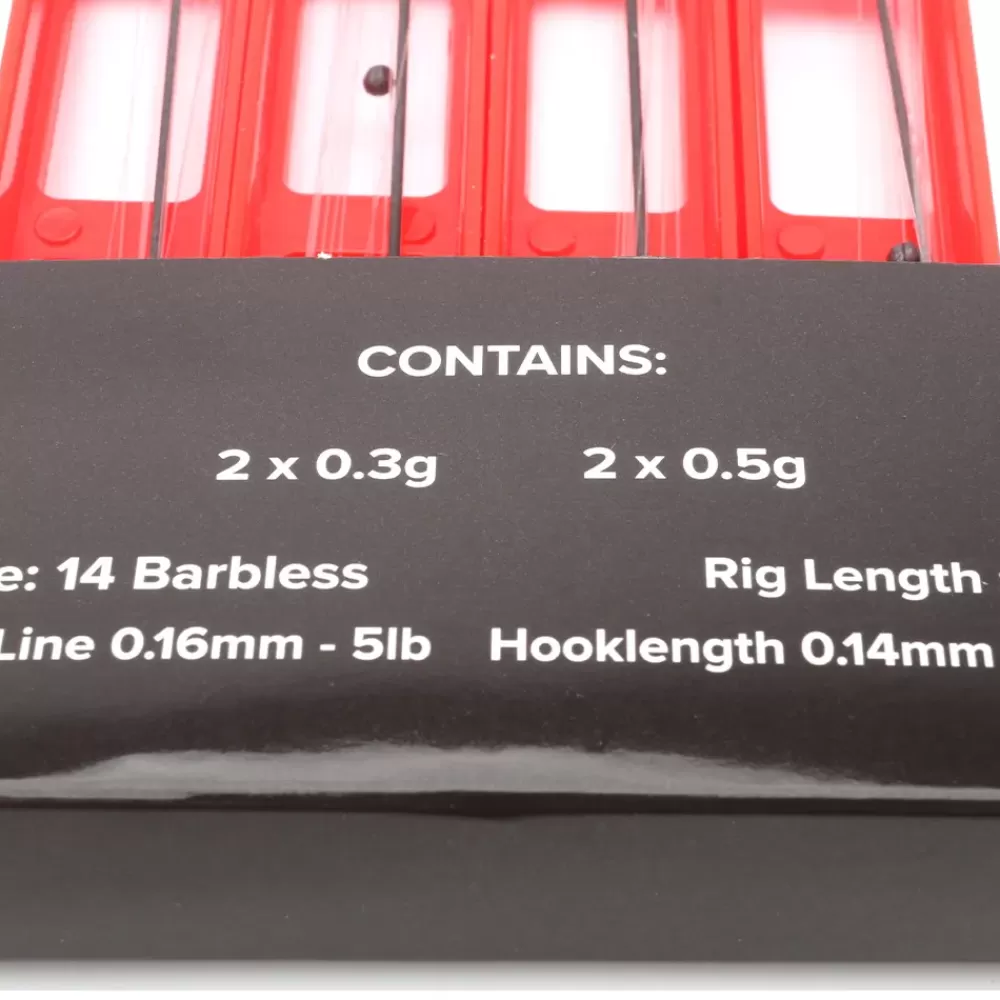 CONTAINS:
2 x 0.3g 2 x 0.5g
e: 14 Barbless Rig Length
Line 0.16mm - 5lb Hooklength 0.14mm